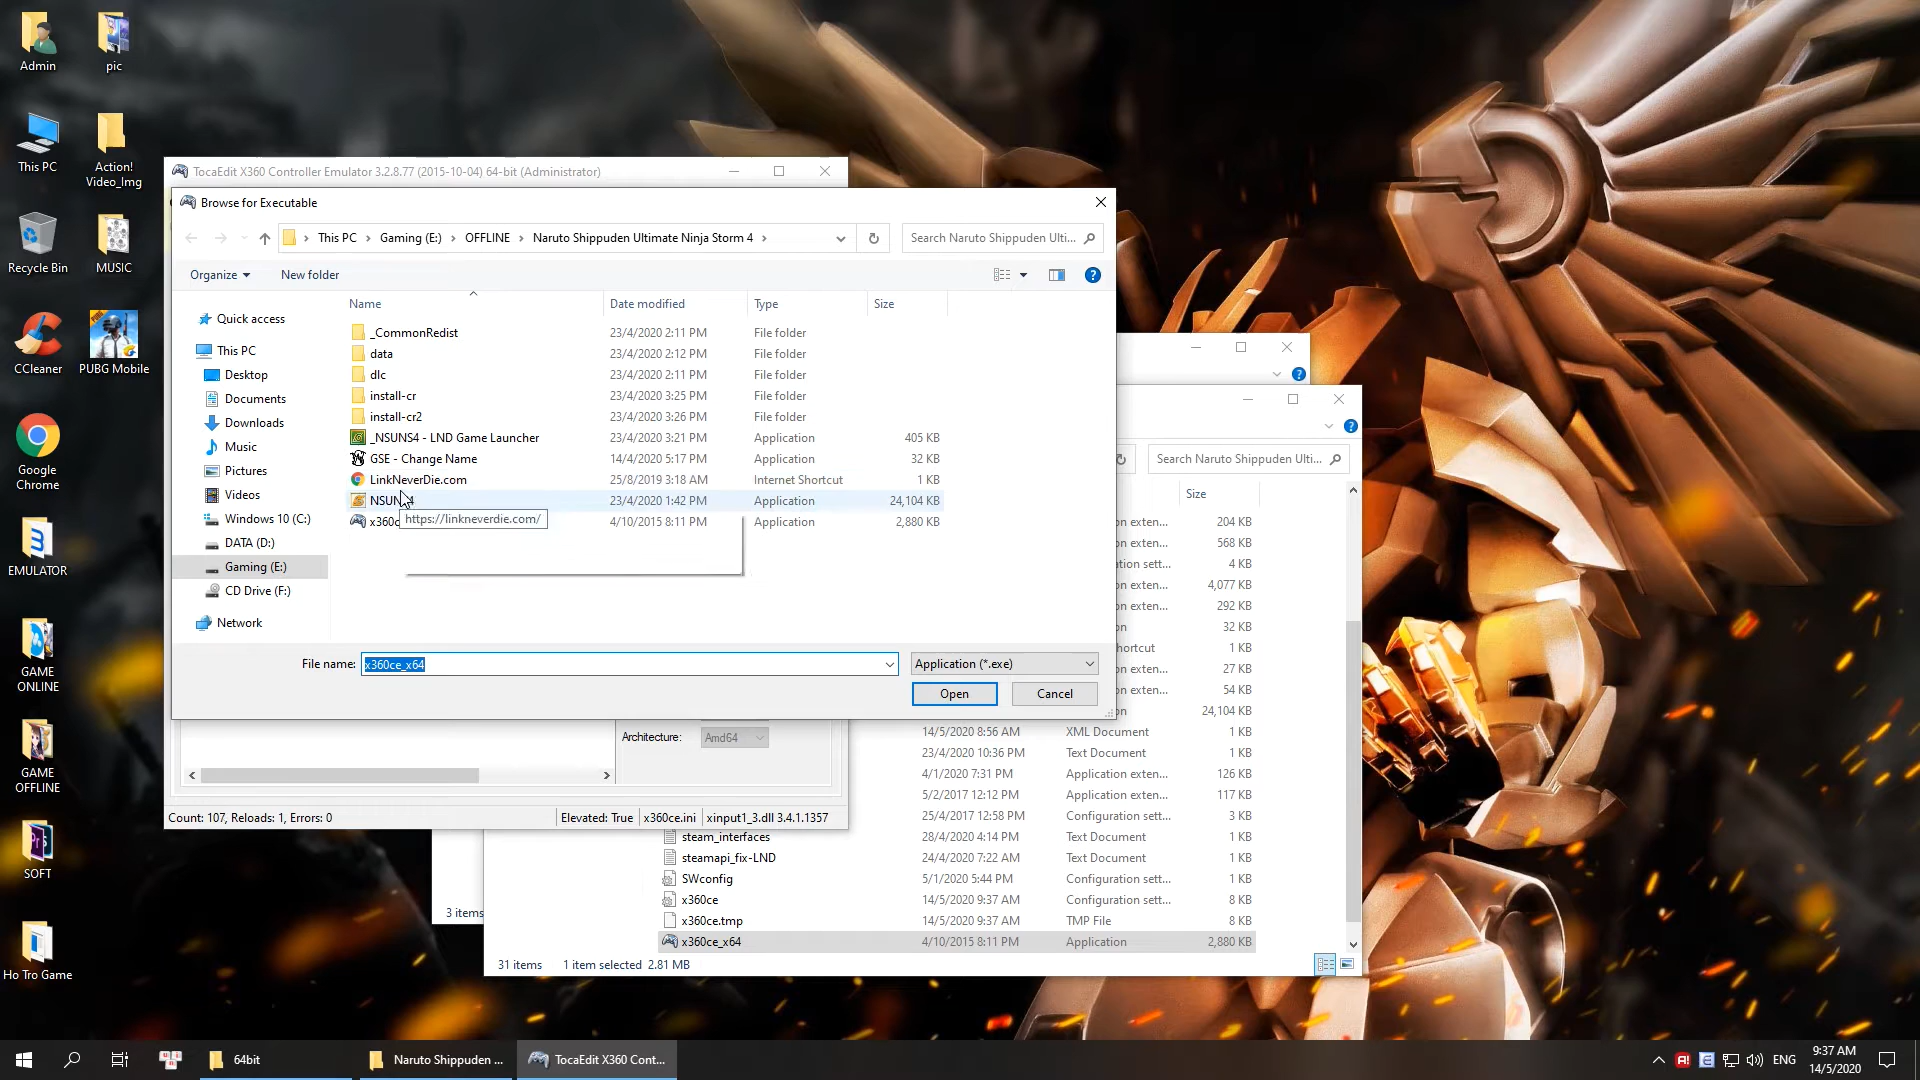 Admin
pic
This PC
Action!
Video_Img
Recycle Bin
MUSIC
CCleaner
PUBG Mobile
Google
Chrome
EMULATOR
GAME
ONLINE
GAME
OFFLINE
SOFT
Ho Tro Game
TocaEdit X360 Controller Emulator 3.2.8.77 (2015-10-04) 64-bit (Administrator)
Browse for Executable
This PC > Gaming (E:) > OFFLINE > Naruto Shippuden Ultimate Ninja Storm 4 >
Search Naruto Shippuden Ulti...
Organize
New folder
Name
Date modified
Type
Size
Quick access
This PC
Desktop
Documents
Downloads
Music
Pictures
Videos
Windows 10 (C:)
DATA (D:)
Gaming (E:)
CD Drive (F:)
Network
_CommonRedist 23/4/2020 2:11 PM File folder
data 23/4/2020 2:12 PM File folder
dlc 23/4/2020 2:11 PM File folder
install-cr 23/4/2020 3:25 PM File folder
install-cr2 23/4/2020 3:26 PM File folder
_NSUNS4 - LND Game Launcher 23/4/2020 3:21 PM Application 405 KB
GSE - Change Name 14/4/2020 5:17 PM Application 32 KB
LinkNeverDie.com 25/8/2019 3:18 AM Internet Shortcut 1 KB
NSUNS4 23/4/2020 1:42 PM Application 24,104 KB
x360c 4/10/2015 8:11 PM Application 2,880 KB
https://linkneverdie.com/
File name:
x360ce_x64
Application (*.exe)
Open
Cancel
Architecture:
Amd64
Count: 107, Reloads: 1, Errors: 0
Elevated: True
x360ce.ini
xinput1_3.dll 3.4.1.1357
3 items
Search Naruto Shippuden Ulti...
Size
on exten... 204 KB
on exten... 568 KB
on sett... 4 KB
on exten... 4,077 KB
on exten... 292 KB
on 32 KB
hortcut 1 KB
on exten... 27 KB
on exten... 54 KB
on 24,104 KB
14/5/2020 8:56 AM XML Document 1 KB
23/4/2020 10:36 PM Text Document 1 KB
4/1/2020 7:31 PM Application exten... 126 KB
5/2/2017 12:12 PM Application exten... 117 KB
25/4/2017 12:58 PM Configuration sett... 3 KB
steam_interfaces 28/4/2020 4:14 PM Text Document 1 KB
steamapi_fix-LND 24/4/2020 7:22 AM Text Document 1 KB
SWconfig 5/1/2020 5:44 PM Configuration sett... 1 KB
x360ce 14/5/2020 9:37 AM Configuration sett... 8 KB
x360ce.tmp 14/5/2020 9:37 AM TMP File 8 KB
x360ce_x64 4/10/2015 8:11 PM Application 2,880 KB
31 items
1 item selected 2.81 MB
64bit
Naruto Shippuden ...
TocaEdit X360 Cont...
ENG
9:37 AM
14/5/2020